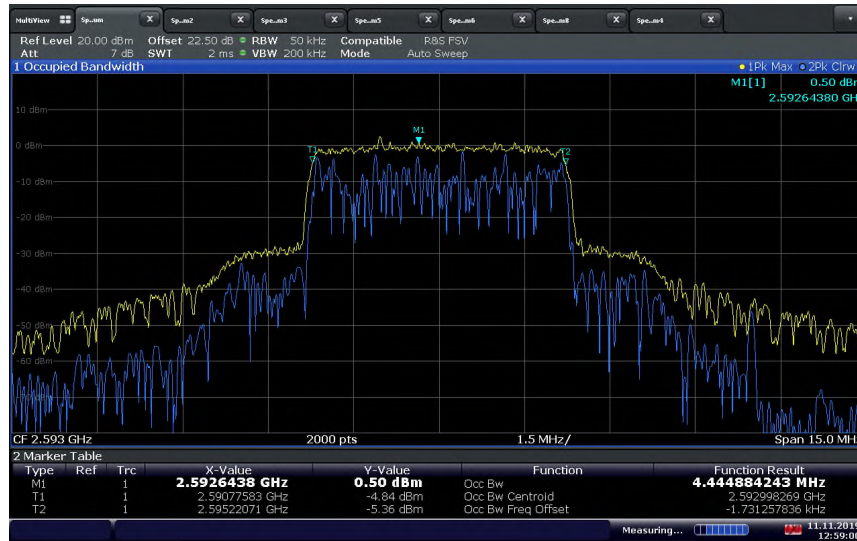 MultiView Sp...um X Sp...m2 X Spe...m3 X Spe...m5 X Spe...m6 X Spe...m8 X Spe...m4 X
Ref Level 20.00 dBm Offset 22.50 dB RBW 50 kHz Compatible R&S FSV
Att 7 dB SWT 2 ms VBW 200 kHz Mode Auto Sweep
1 Occupied Bandwidth 1Pk Max 2Pk Clrw
M1[1] 0.50 dBm
2.59264380 GH
10 dBm
M1
0 dBm
T1
T2
-10 dBm
-20 dBm
-30 dBm
-40 dBm
-50 dBm
-60 dBm
CF 2.593 GHz 2000 pts 1.5 MHz/ Span 15.0 MH
2 Marker Table
Type Ref Trc X-Value Y-Value Function Function Result
M1 1 2.5926438 GHz 0.50 dBm Occ Bw 4.444884243 MHz
T1 1 2.59077583 GHz -4.84 dBm Occ Bw Centroid 2.592998269 GHz
T2 1 2.59522071 GHz -5.36 dBm Occ Bw Freq Offset -1.731257836 kHz
Measuring... 11.11.2019
12:59:00